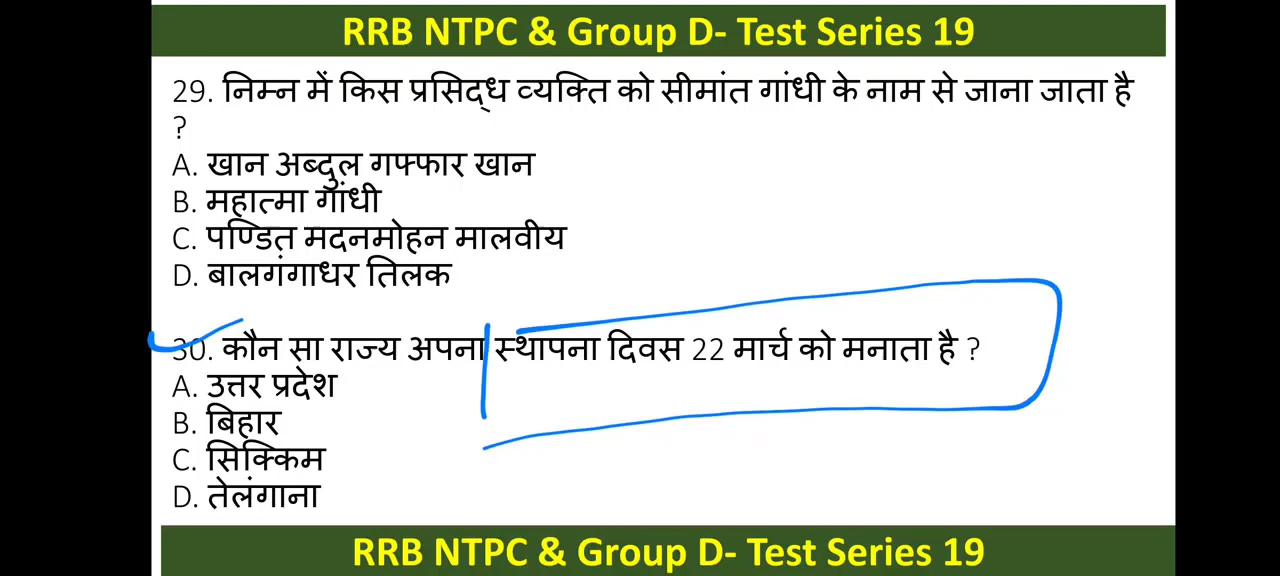 RRB NTPC & Group D- Test Series 19
29. निम्न में किस प्रसिद्ध व्यक्ति को सीमांत गांधी के नाम से जाना जाता है
?
A. खान अब्दुल गफ्फार खान
B. महात्मा गांधी
C. पण्डित मदनमोहन मालवीय
D. बालगंगाधर तिलक
30. कौन सा राज्य अपना स्थापना दिवस 22 मार्च को मनाता है ?
A. उत्तर प्रदेश
B. बिहार
C. सिक्किम
D. तेलंगाना
RRB NTPC & Group D- Test Series 19